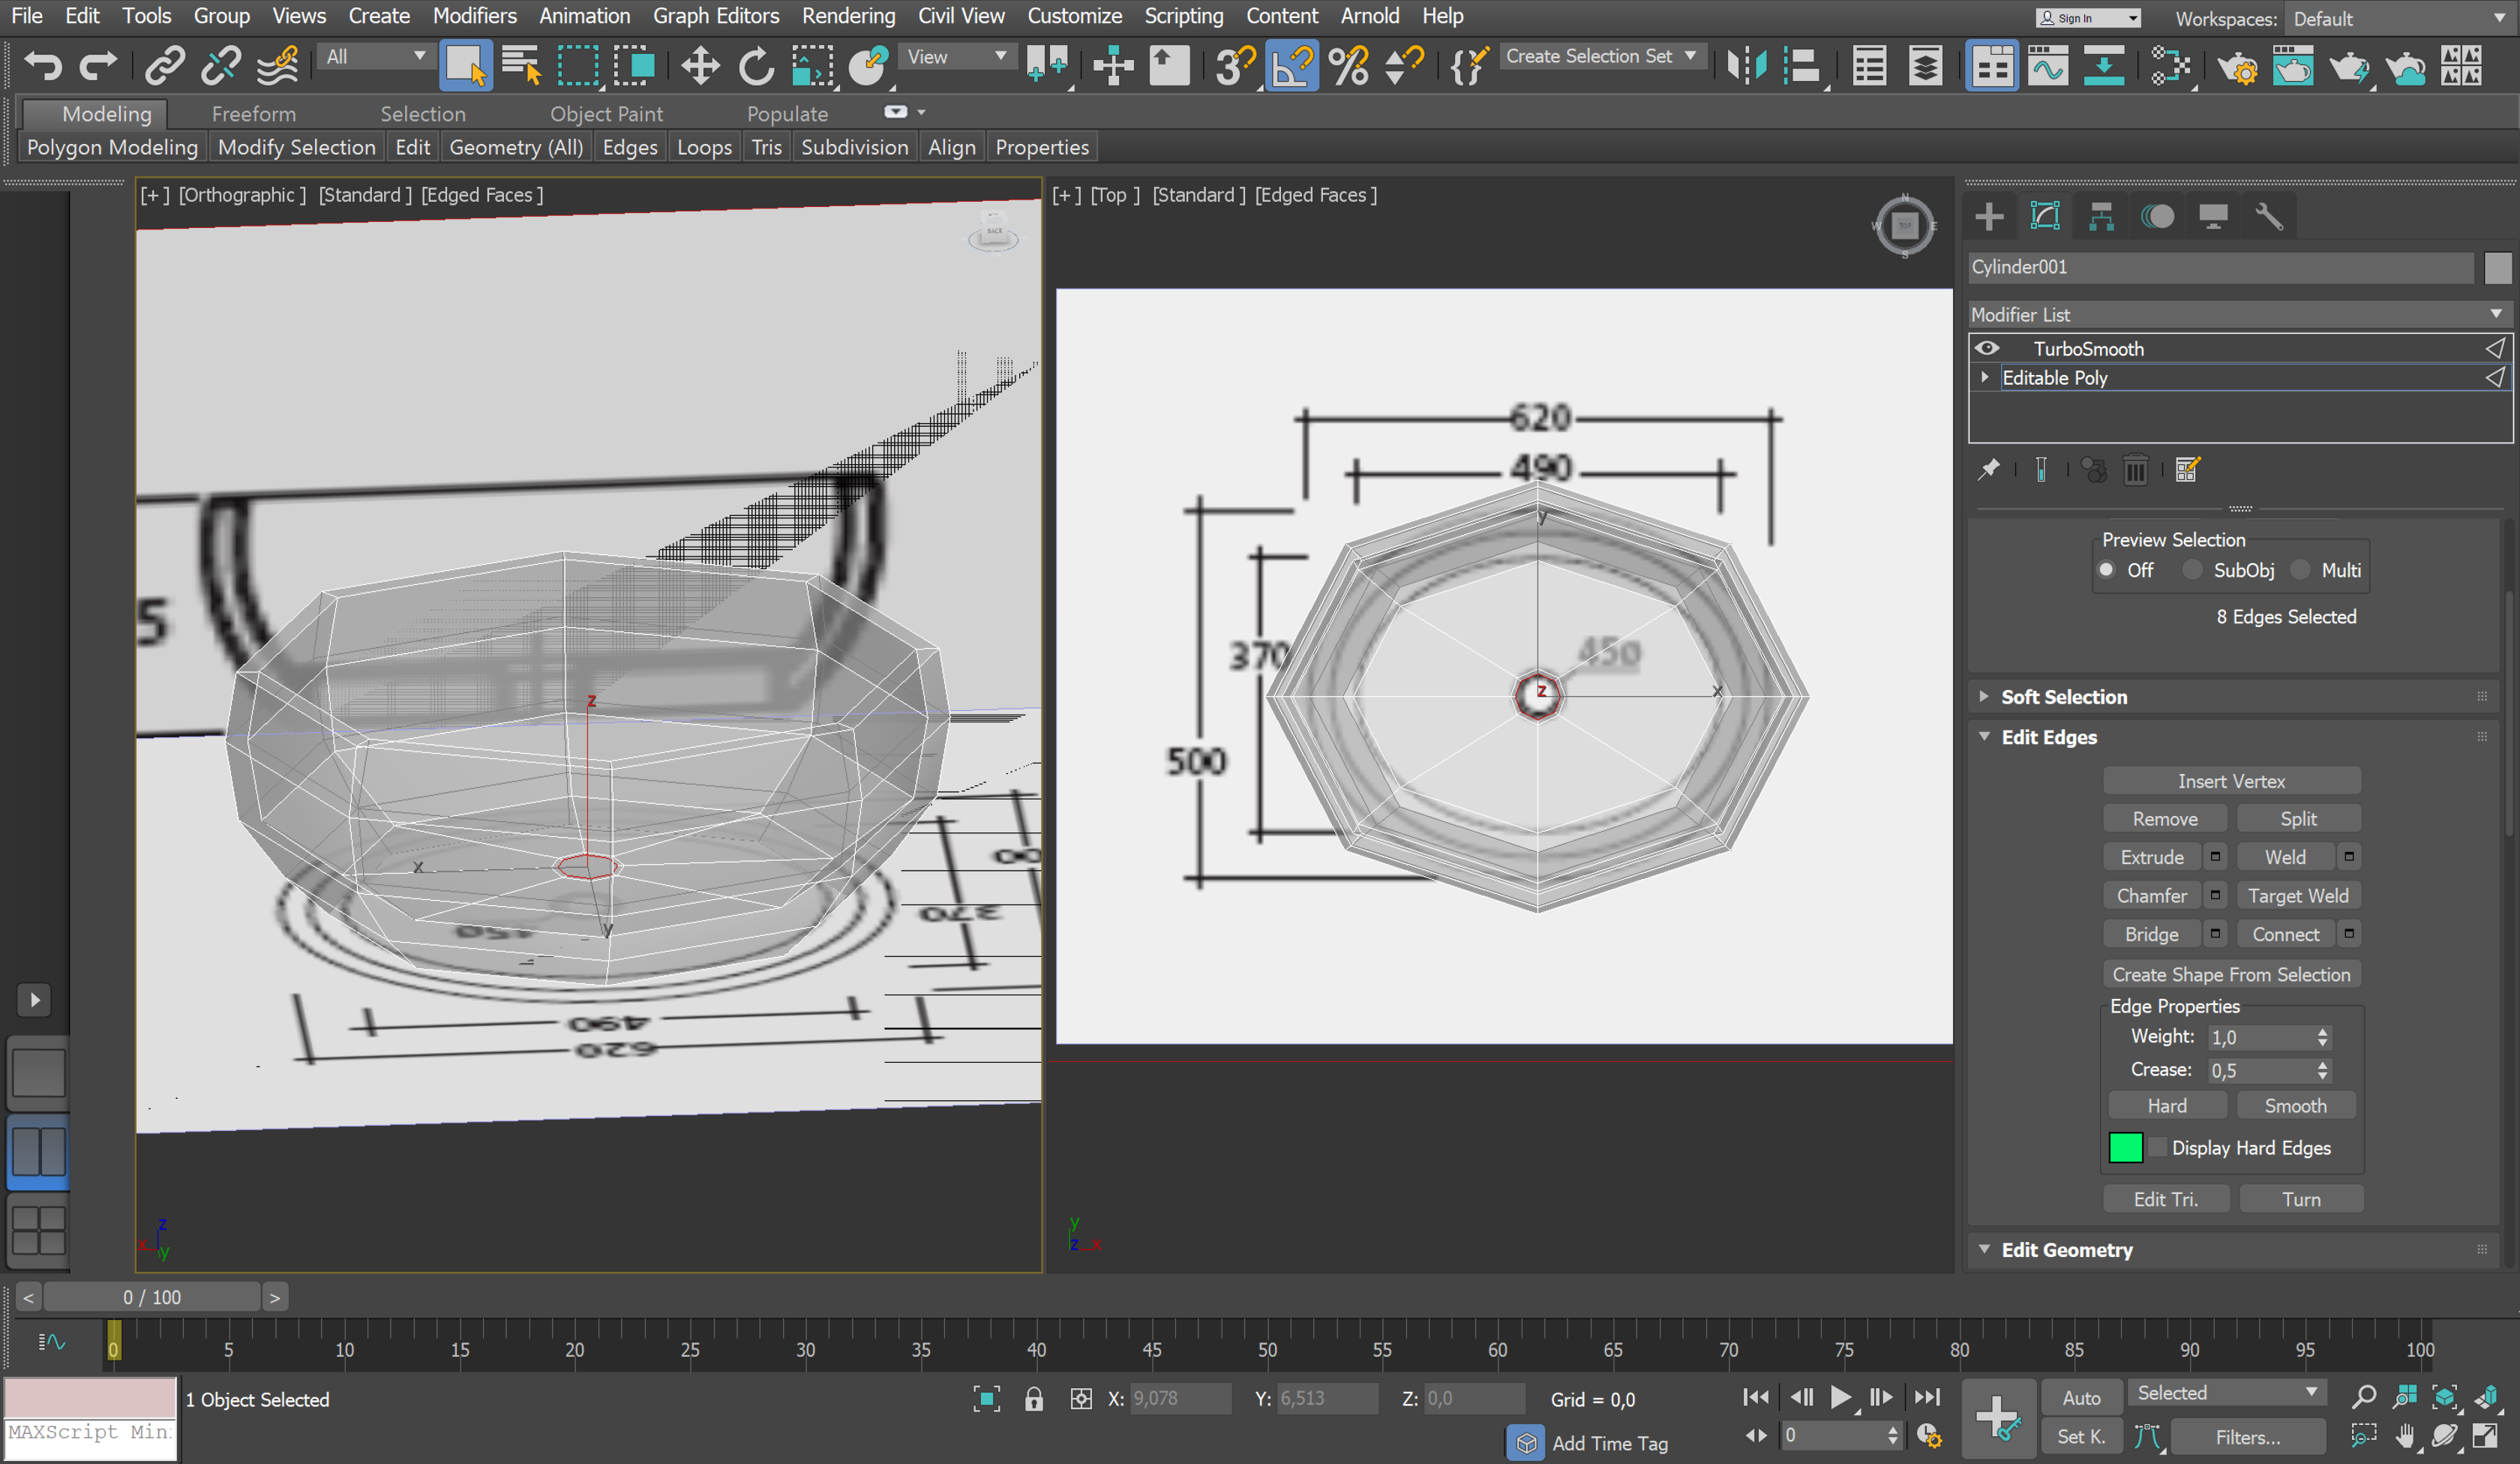 File Edit Tools Group Views Create Modifiers Animation Graph Editors Rendering Civil View Customize Scripting Content Arnold Help
Sign In
Workspaces: Default
All
View
3
Create Selection Set
Modeling Freeform Selection Object Paint Populate
Polygon Modeling Modify Selection Edit Geometry (All) Edges Loops Tris Subdivision Align Properties
[+] [Orthographic] [Standard] [Edged Faces]
[+] [Top] [Standard] [Edged Faces]
BACK
N
W TOP E
S
5
z
x
y
450
490
620
370
00
620
490
y
450
370
z
x
500
z
x y
y
z x
Cylinder001
Modifier List
TurboSmooth
Editable Poly
Preview Selection
Off SubObj Multi
8 Edges Selected
Soft Selection
Edit Edges
Insert Vertex
Remove Split
Extrude Weld
Chamfer Target Weld
Bridge Connect
Create Shape From Selection
Edge Properties
Weight: 1,0
Crease: 0,5
Hard Smooth
Display Hard Edges
Edit Tri. Turn
Edit Geometry
< 0 / 100 >
0 5 10 15 20 25 30 35 40 45 50 55 60 65 70 75 80 85 90 95 100
1 Object Selected
MAXScript Min
X: 9,078 Y: 6,513 Z: 0,0 Grid = 0,0
Add Time Tag
0
Auto Selected
Set K. Filters...